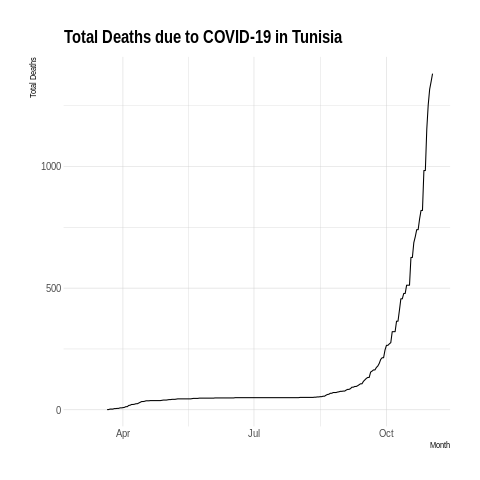 Total Deaths due to COVID-19 in Tunisia
Total Deaths
1000
500
0
Apr Jul Oct
Month